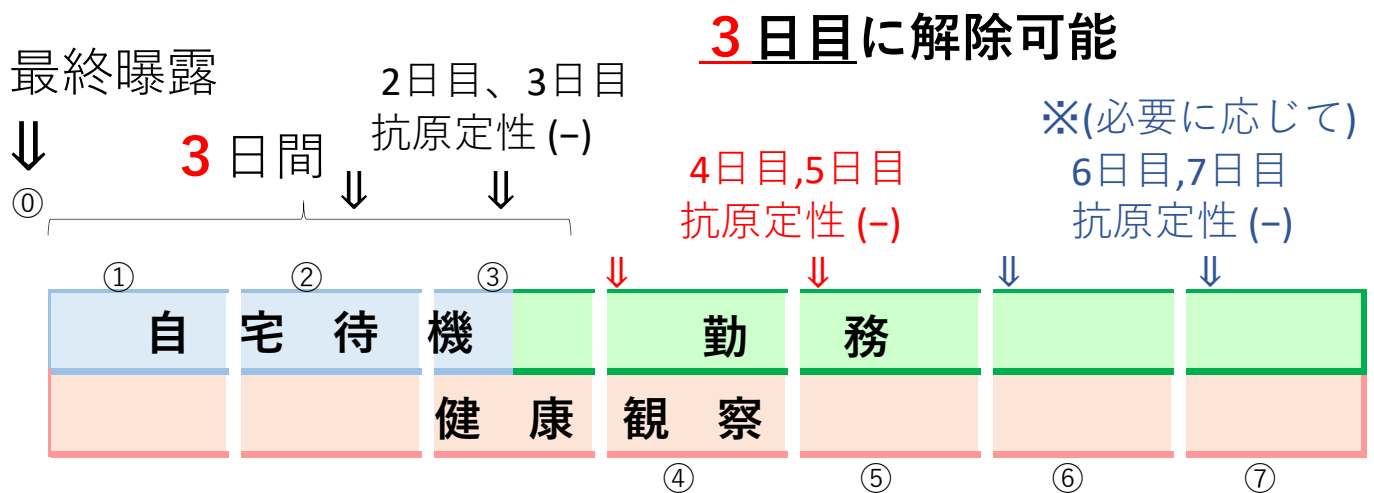 3日目に解除可能
最終曝露
⇓
⓪
3日間
2日目、3日目
抗原定性 (−)
⇓ ⇓
4日目,5日目
抗原定性 (−)
⇓ ⇓
※(必要に応じて)
6日目,7日目
抗原定性 (−)
⇓ ⇓
① ② ③
自宅待機 勤務
健康観察
④ ⑤ ⑥ ⑦